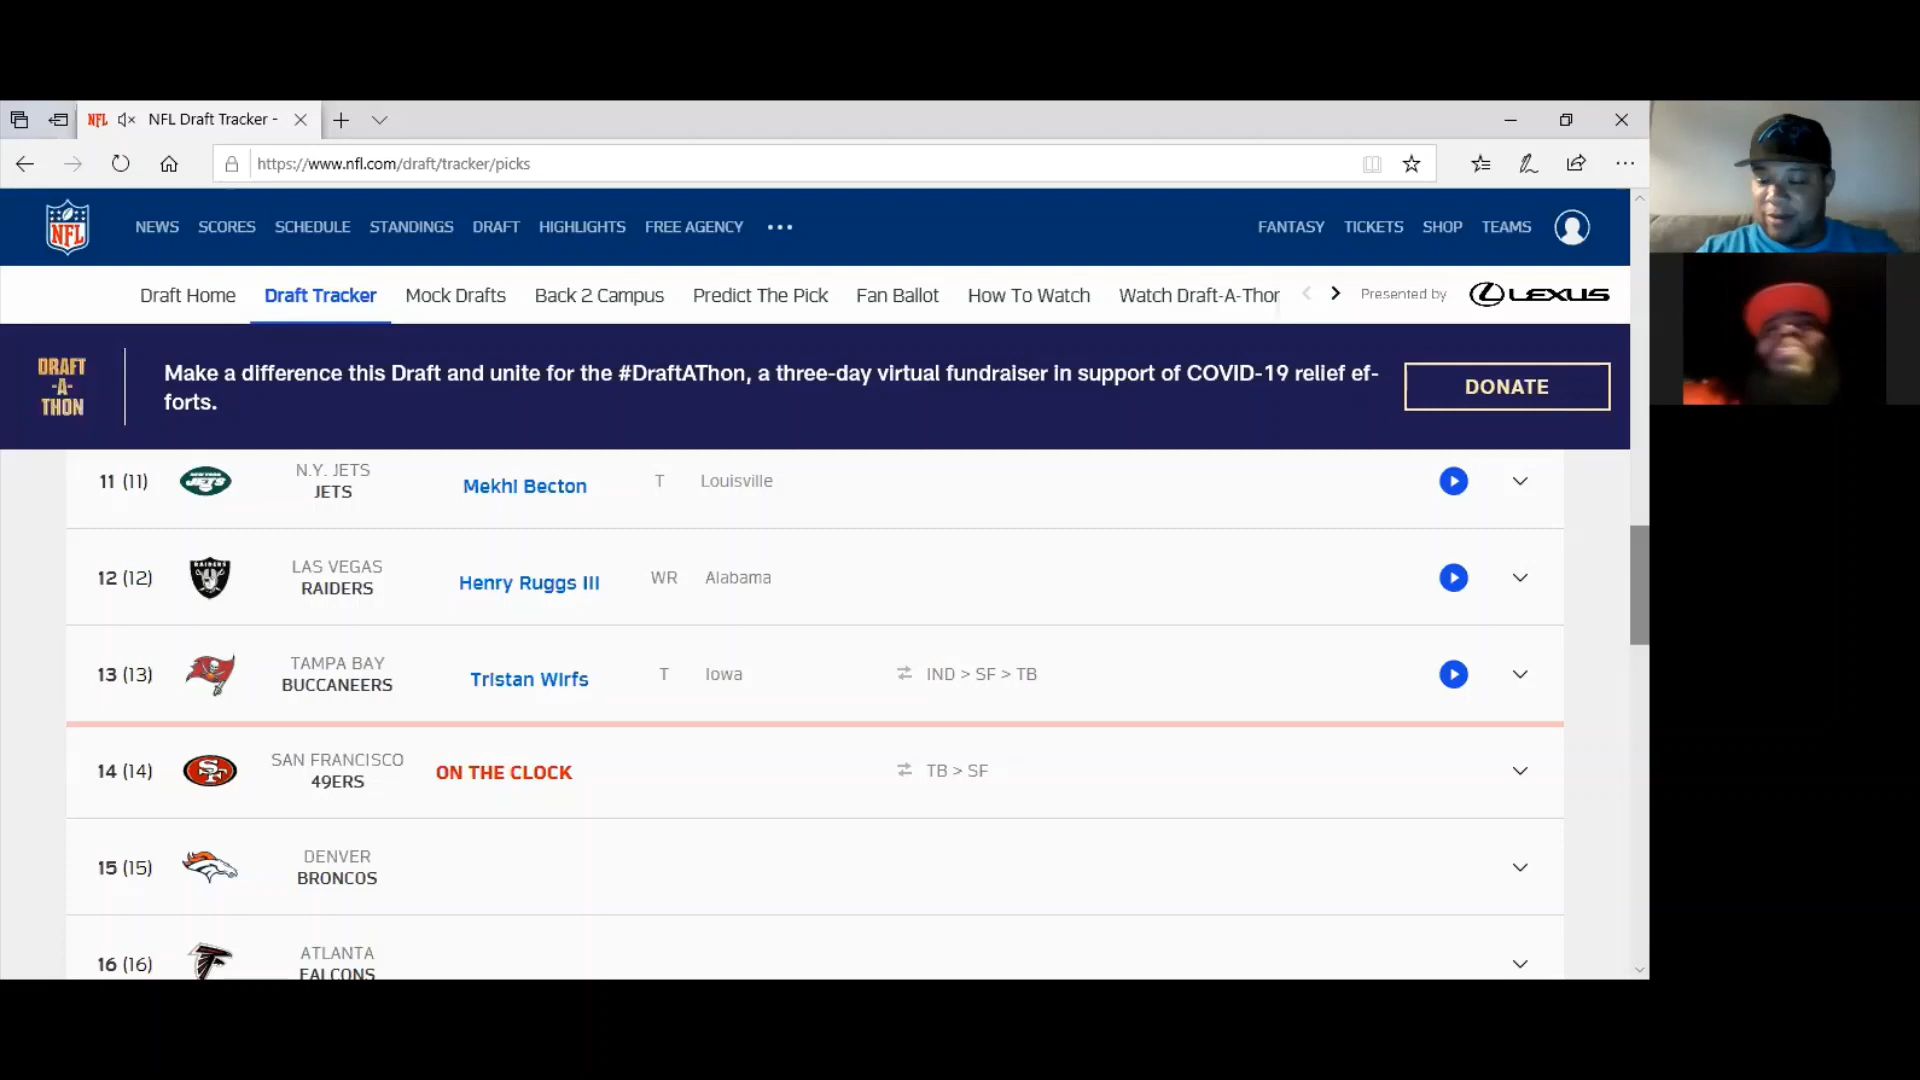 NFL NFL Draft Tracker -
https://www.nfl.com/draft/tracker/picks
NFL NEWS SCORES SCHEDULE STANDINGS DRAFT HIGHLIGHTS FREE AGENCY FANTASY TICKETS SHOP TEAMS
Draft Home Draft Tracker Mock Drafts Back 2 Campus Predict The Pick Fan Ballot How To Watch Watch Draft-A-Thor Presented by LEXUS
DRAFT
-A-
THON
Make a difference this Draft and unite for the #DraftAThon, a three-day virtual fundraiser in support of COVID-19 relief ef-
forts.
DONATE
11 (11) JETS N.Y. JETS
JETS
Mekhi Becton T Louisville
12 (12) RAIDERS LAS VEGAS
RAIDERS
Henry Ruggs III WR Alabama
13 (13) TAMPA BAY
BUCCANEERS
Tristan Wirfs T Iowa IND > SF > TB
14 (14) SF SAN FRANCISCO
49ERS
ON THE CLOCK TB > SF
15 (15) DENVER
BRONCOS
16 (16) ATLANTA
FALCONS